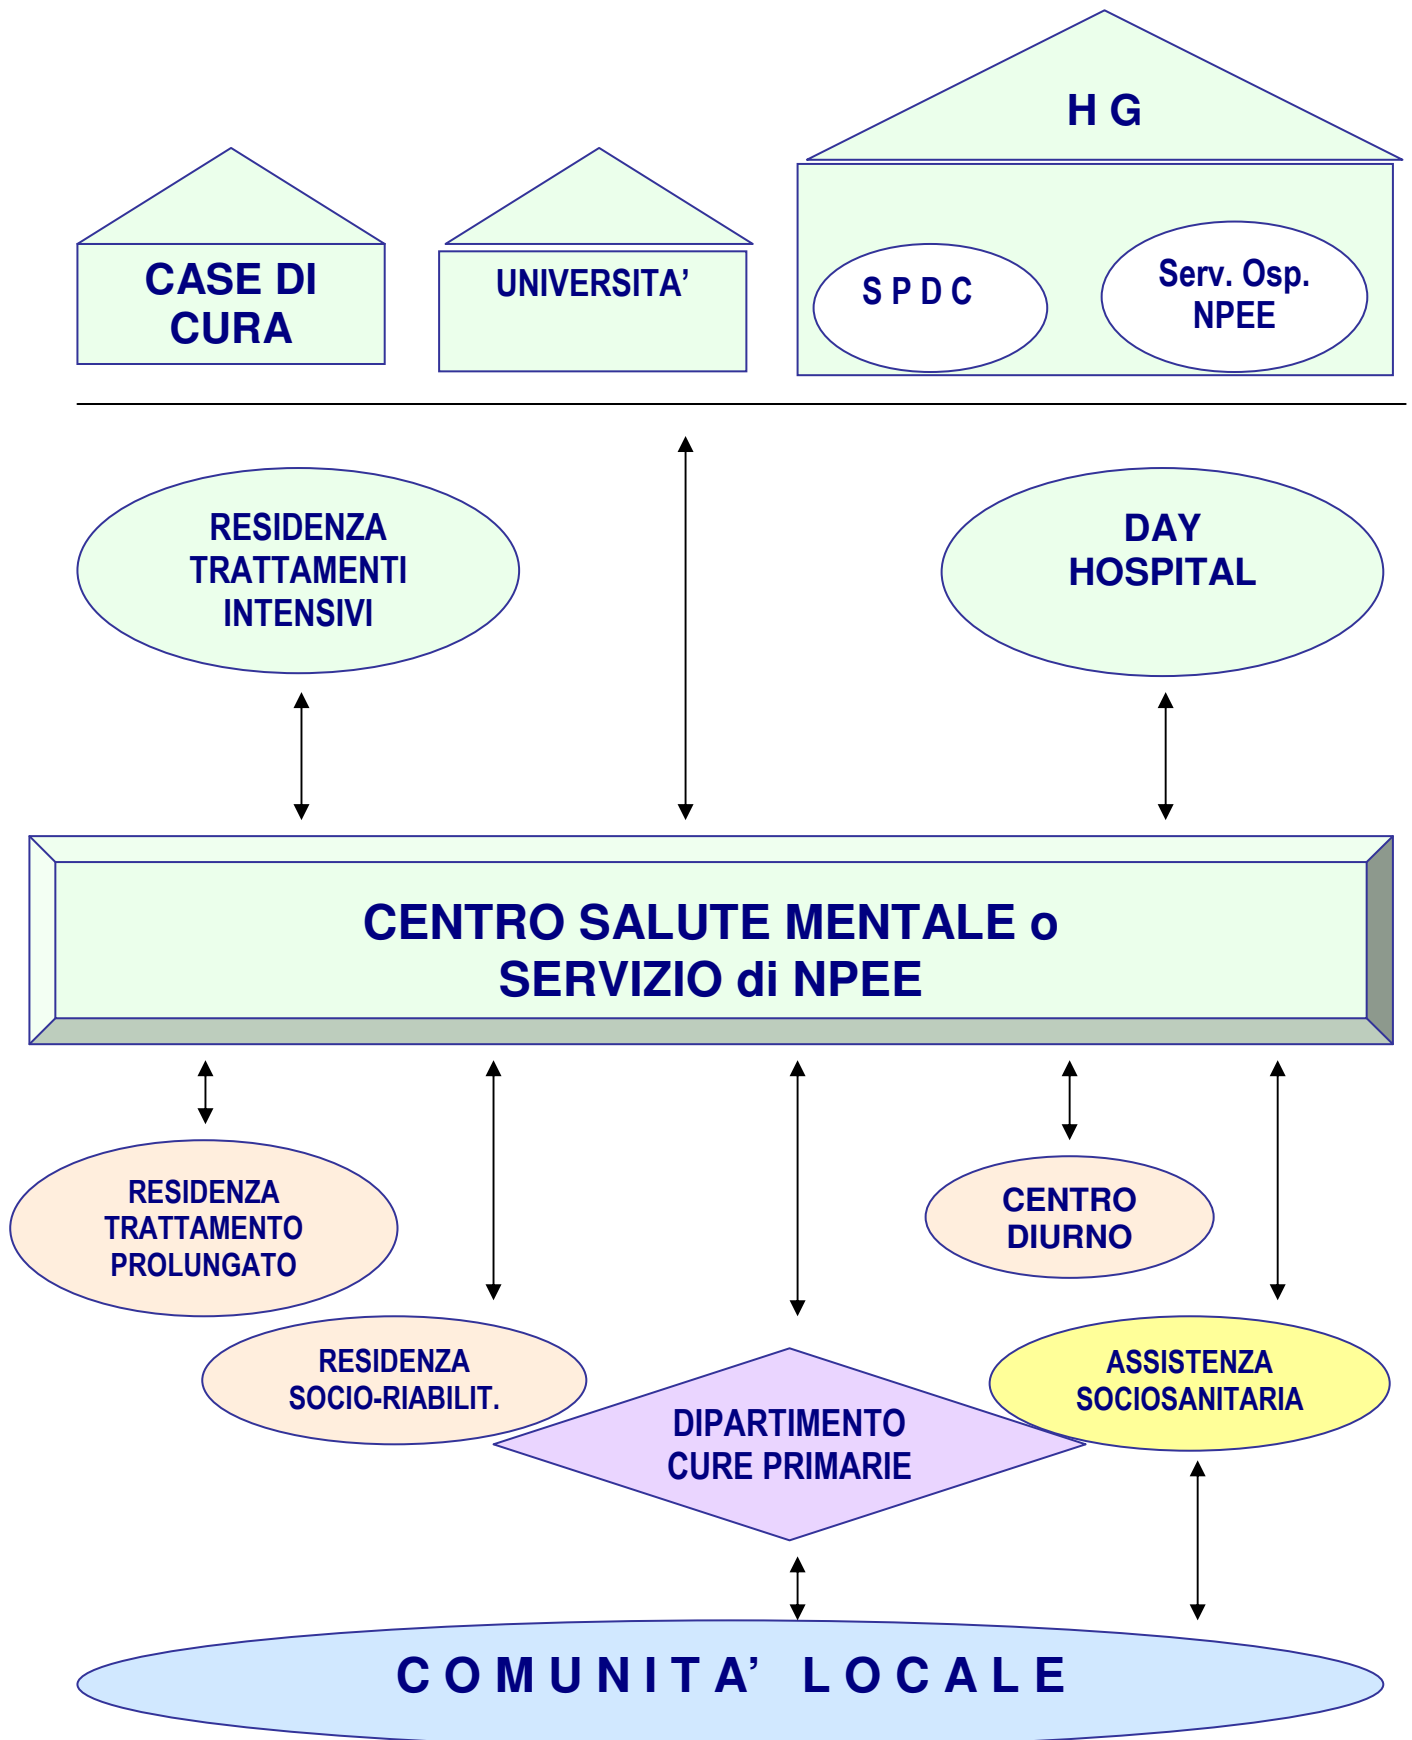 H G
CASE DI
CURA
UNIVERSITA’
S P D C
Serv. Osp.
NPEE
RESIDENZA
TRATTAMENTI
INTENSIVI
DAY
HOSPITAL
CENTRO SALUTE MENTALE o
SERVIZIO di NPEE
RESIDENZA
TRATTAMENTO
PROLUNGATO
CENTRO
DIURNO
RESIDENZA
SOCIO-RIABILIT.
ASSISTENZA
SOCIOSANITARIA
DIPARTIMENTO
CURE PRIMARIE
C O M U N I T A’ L O C A L E